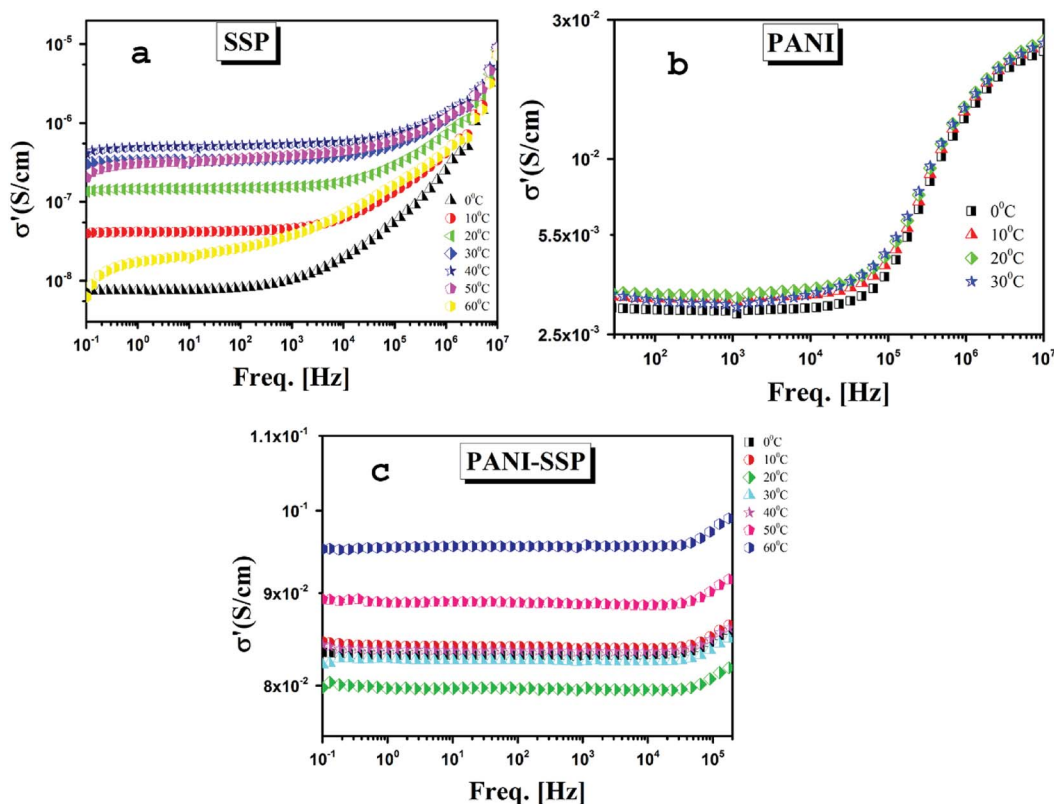 a
SSP
10⁻⁵
10⁻⁶
10⁻⁷
10⁻⁸
σ'(S/cm)
0⁰C
10⁰C
20⁰C
30⁰C
40⁰C
50⁰C
60⁰C
10⁻¹ 10⁰ 10¹ 10² 10³ 10⁴ 10⁵ 10⁶ 10⁷
Freq. [Hz]
b
PANI
3x10⁻²
10⁻²
5.5x10⁻³
2.5x10⁻³
σ'(S/cm)
0⁰C
10⁰C
20⁰C
30⁰C
10² 10³ 10⁴ 10⁵ 10⁶ 10⁷
Freq. [Hz]
c
PANI-SSP
1.1x10⁻¹
10⁻¹
9x10⁻²
8x10⁻²
σ'(S/cm)
0⁰C
10⁰C
20⁰C
30⁰C
40⁰C
50⁰C
60⁰C
10⁻¹ 10⁰ 10¹ 10² 10³ 10⁴ 10⁵
Freq. [Hz]